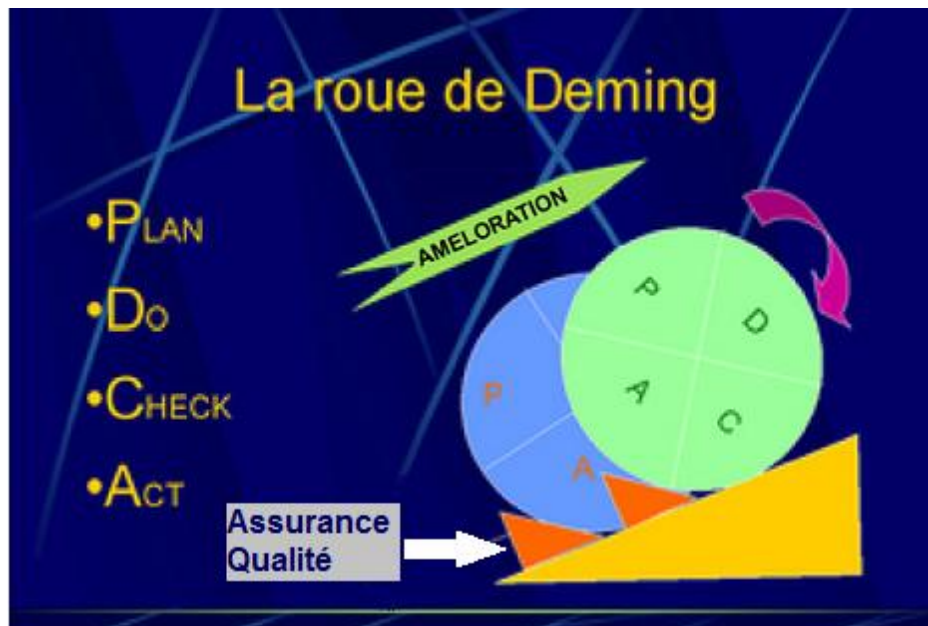 La roue de Deming
•PLAN
•DO
•CHECK
•ACT
AMELORATION
P
D
A
C
P
A
Assurance
Qualité